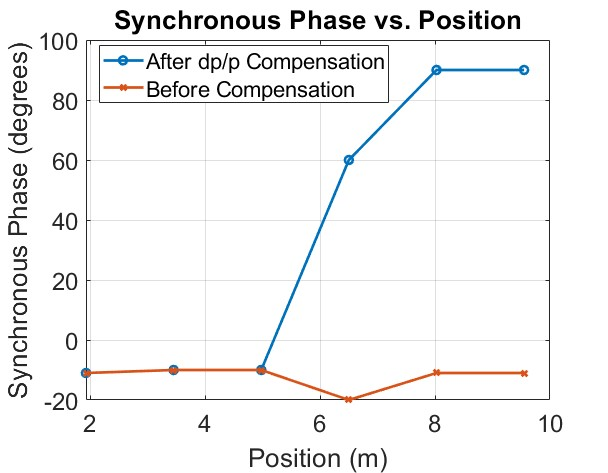 Synchronous Phase vs. Position
After dp/p Compensation
Before Compensation
Synchronous Phase (degrees)
100
80
60
40
20
0
-20
2
4
6
8
10
Position (m)